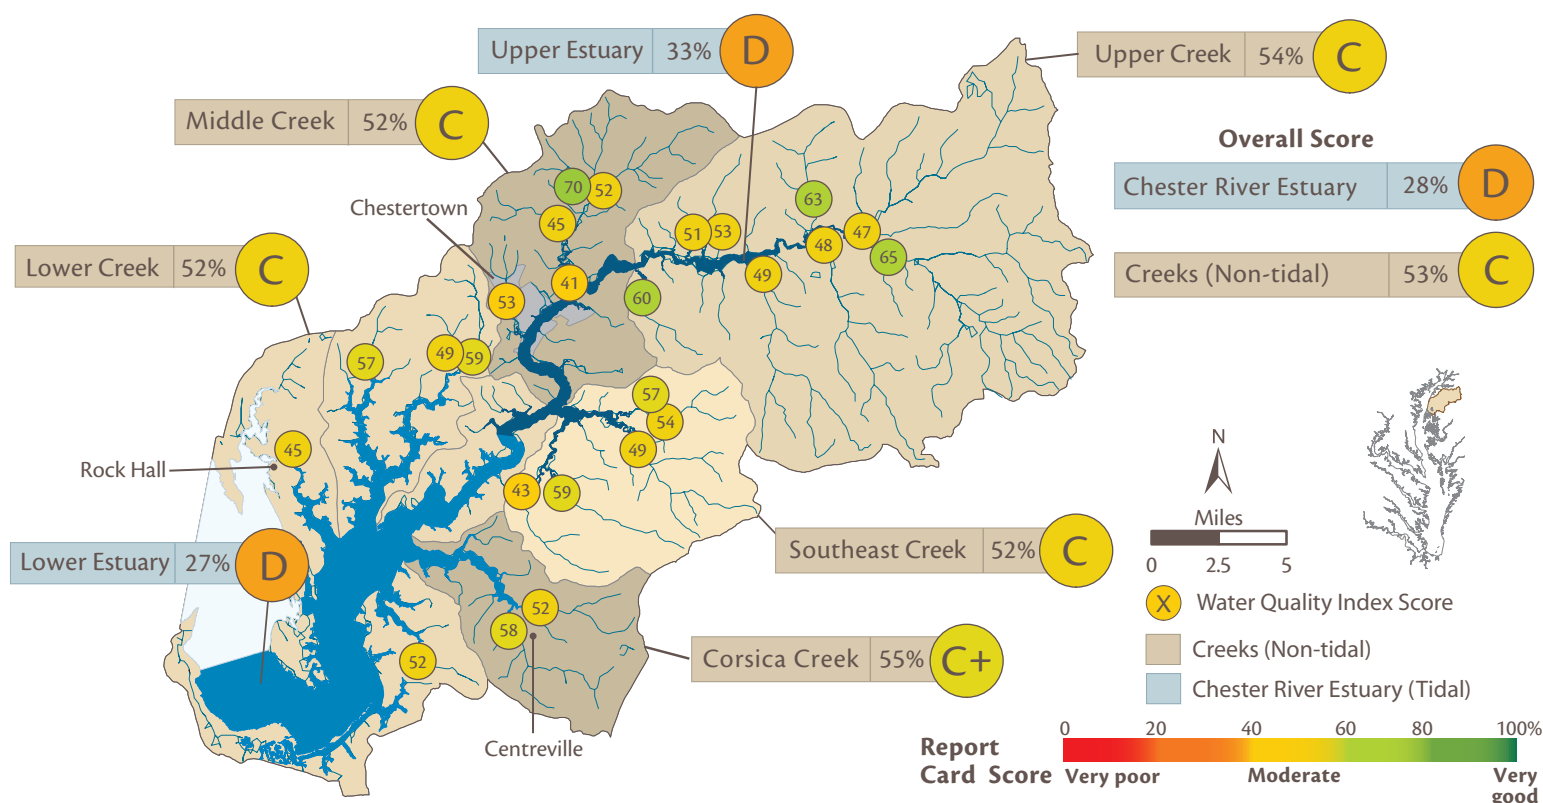 Upper Estuary 33% D
Upper Creek 54% C
Middle Creek 52% C
Overall Score
Chester River Estuary 28% D
Creeks (Non-tidal) 53% C
Chestertown
Lower Creek 52% C
70
52
45
63
51
53
47
48
65
49
41
53
60
57
49
59
57
54
49
45
Rock Hall
43
59
N
Miles
0 2.5 5
Lower Estuary 27% D
Southeast Creek 52% C
X Water Quality Index Score
52
58
Creeks (Non-tidal)
Corsica Creek 55% C+
52
Chester River Estuary (Tidal)
Centreville
0 20 40 60 80 100%
Report
Card Score
Very poor Moderate Very
good